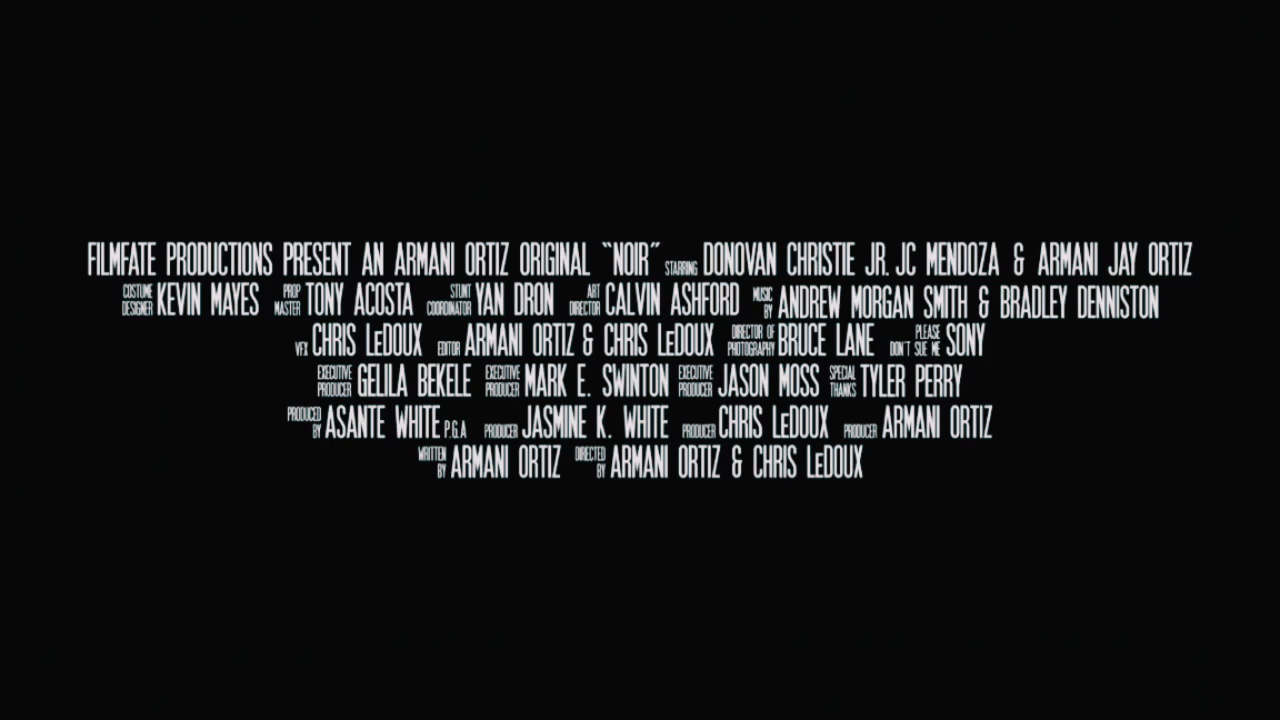 FILMFATE PRODUCTIONS PRESENT AN ARMANI ORTIZ ORIGINAL "NOIR" STARRING DONOVAN CHRISTIE JR. JC MENDOZA & ARMANI JAY ORTIZ
COSTUME DESIGNER KEVIN MAYES PROP MASTER TONY ACOSTA STUNT COORDINATOR YAN DRON ART DIRECTOR CALVIN ASHFORD MUSIC BY ANDREW MORGAN SMITH & BRADLEY DENNISTON
VFX CHRIS LeDOUX EDITOR ARMANI ORTIZ & CHRIS LeDOUX DIRECTOR OF PHOTOGRAPHY BRUCE LANE PLEASE DON'T SUE ME SONY
EXECUTIVE PRODUCER GELILA BEKELE EXECUTIVE PRODUCER MARK E. SWINTON EXECUTIVE PRODUCER JASON MOSS SPECIAL THANKS TYLER PERRY
PRODUCED BY ASANTE WHITE P.G.A PRODUCER JASMINE K. WHITE PRODUCER CHRIS LeDOUX PRODUCER ARMANI ORTIZ
WRITTEN BY ARMANI ORTIZ DIRECTED BY ARMANI ORTIZ & CHRIS LeDOUX